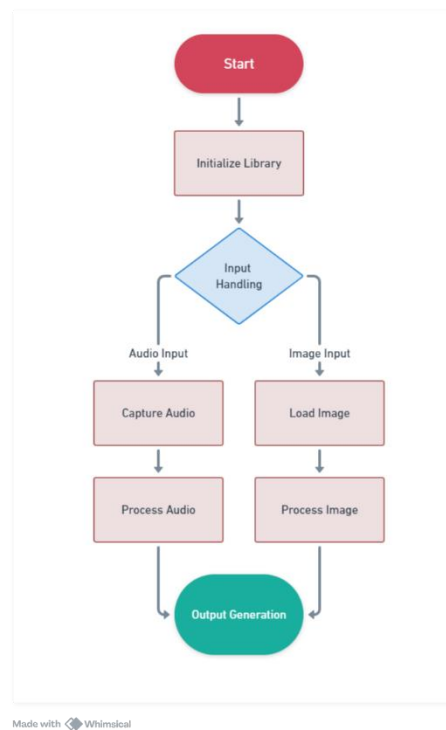 Start
Initialize Library
Input
Handling
Audio Input
Image Input
Capture Audio
Load Image
Process Audio
Process Image
Output Generation
Made with Whimsical